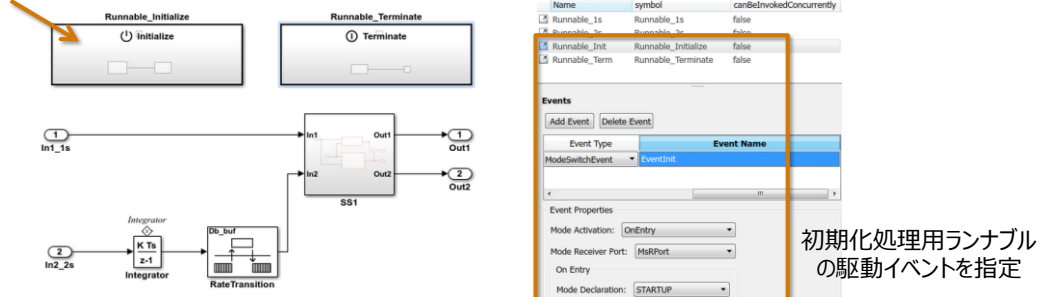 Runnable_Initialize
Initialize
Runnable_Terminate
Terminate
1
In1_1s
In1
Out1
1
Out1
In2
Out2
2
Out2
SS1
Integrator
K Ts
z-1
Integrator
2
In2_2s
Db_buf
RateTransition
Name symbol canBeInvokedConcurrently
Runnable_1s Runnable_1s false
Runnable_2s Runnable_2s false
Runnable_Init Runnable_Initialize false
Runnable_Term Runnable_Terminate false
Events
Add Event Delete Event
Event Type Event Name
ModeSwitchEvent EventInit
Event Properties
Mode Activation: OnEntry
Mode Receiver Port: MsRPort
On Entry
Mode Declaration: STARTUP
初期化処理用ランナブル
の駆動イベントを指定